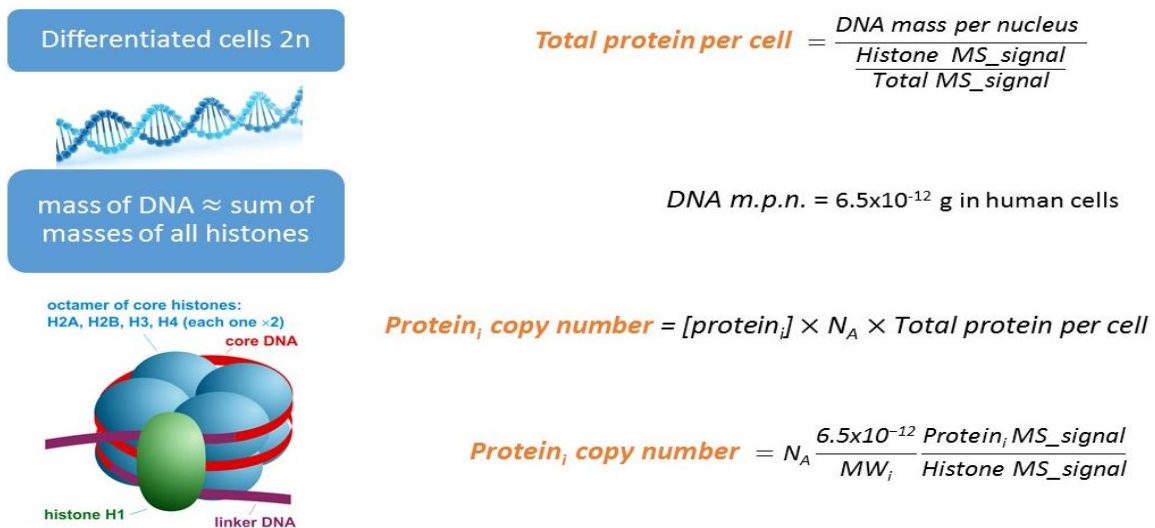 Differentiated cells 2n
mass of DNA ≈ sum of
masses of all histones
octamer of core histones:
H2A, H2B, H3, H4 (each one ×2)
core DNA
histone H1
linker DNA
Total protein per cell = DNA mass per nucleus
Histone MS_signal
Total MS_signal
DNA m.p.n. = 6.5x10⁻¹² g in human cells
Proteinᵢ copy number = [proteinᵢ] × N_A × Total protein per cell
Proteinᵢ copy number = N_A 6.5x10⁻¹² Proteinᵢ MS_signal
MWᵢ Histone MS_signal